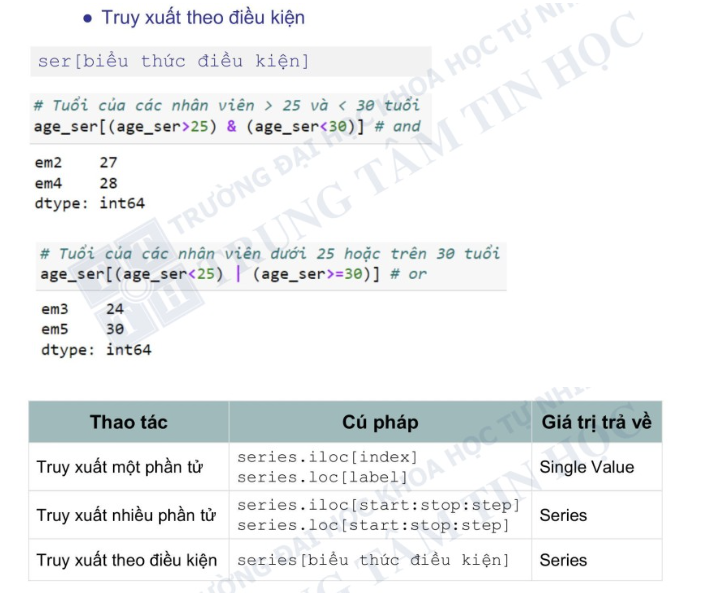 • Truy xuất theo điều kiện
ser[biểu thức điều kiện]
# Tuổi của các nhân viên > 25 và < 30 tuổi
age_ser[(age_ser>25) & (age_ser<30)] # and
em2 27
em4 28
dtype: int64
# Tuổi của các nhân viên dưới 25 hoặc trên 30 tuổi
age_ser[(age_ser<25) | (age_ser>=30)] # or
em3 24
em5 30
dtype: int64
Thao tác Cú pháp Giá trị trả về
Truy xuất một phần tử series.iloc[index] Single Value
series.loc[label]
Truy xuất nhiều phần tử series.iloc[start:stop:step] Series
series.loc[start:stop:step]
Truy xuất theo điều kiện series[biểu thức điều kiện] Series
TRƯỜNG ĐẠI HỌC KHOA HỌC TỰ NHI
TRUNG TÂM TIN HỌC